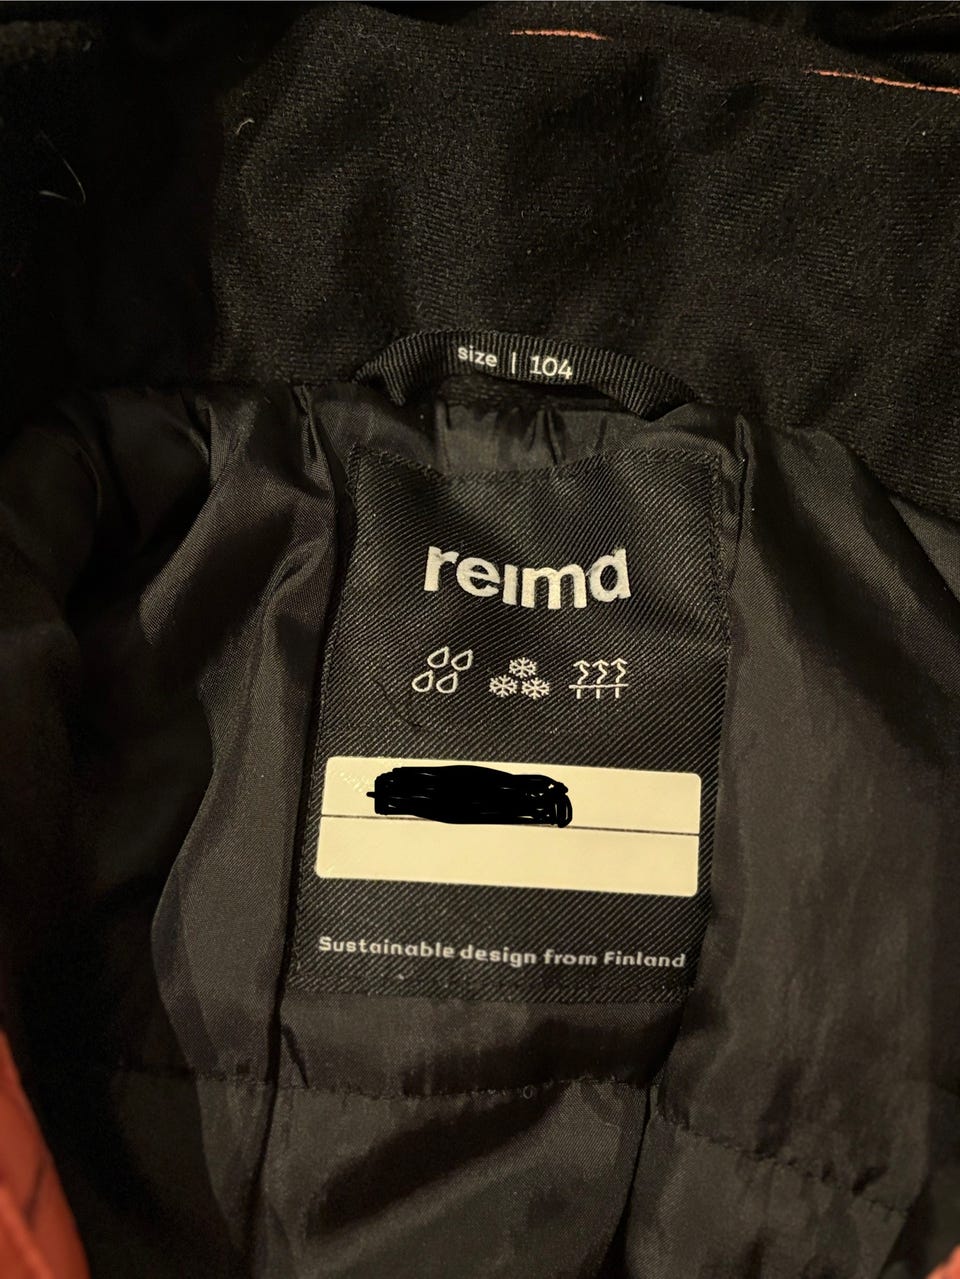 size | 104
reima
Sustainable design from Finland